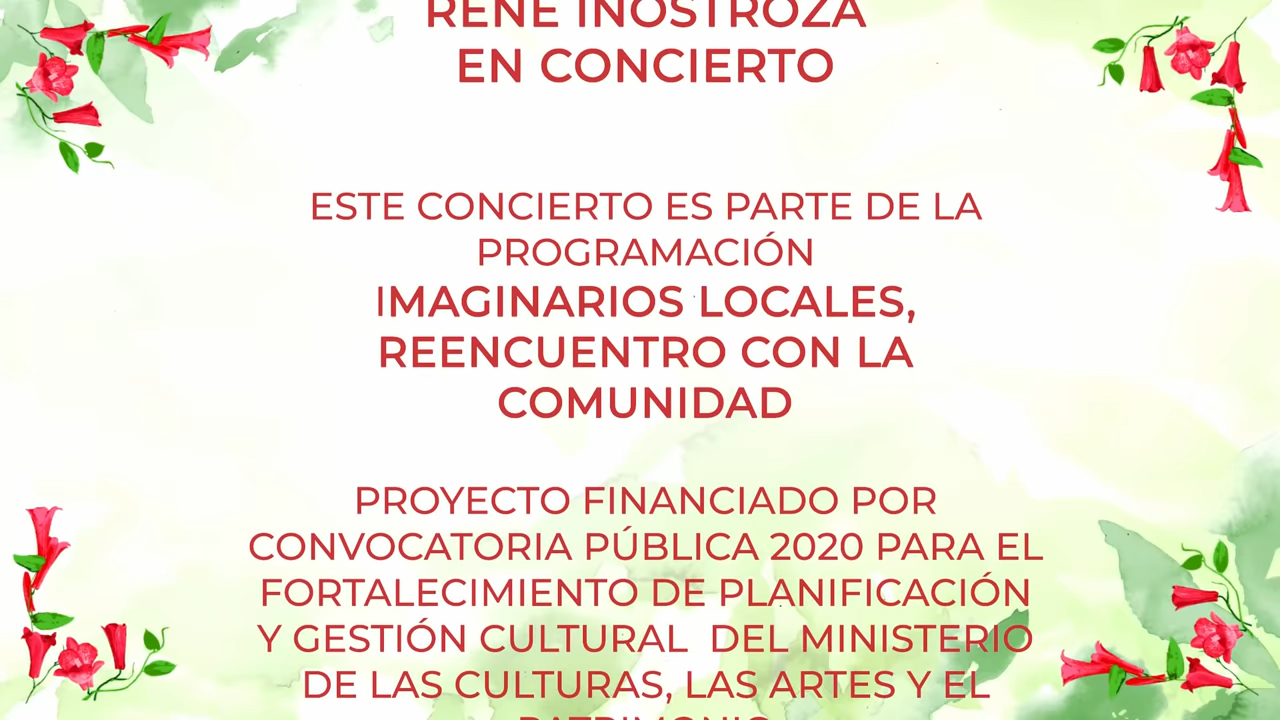 RENE INOSTROZA
EN CONCIERTO
ESTE CONCIERTO ES PARTE DE LA
PROGRAMACIÓN
IMAGINARIOS LOCALES,
REENCUENTRO CON LA
COMUNIDAD
PROYECTO FINANCIADO POR
CONVOCATORIA PÚBLICA 2020 PARA EL
FORTALECIMIENTO DE PLANIFICACIÓN
Y GESTIÓN CULTURAL DEL MINISTERIO
DE LAS CULTURAS, LAS ARTES Y EL
PATRIMONIO